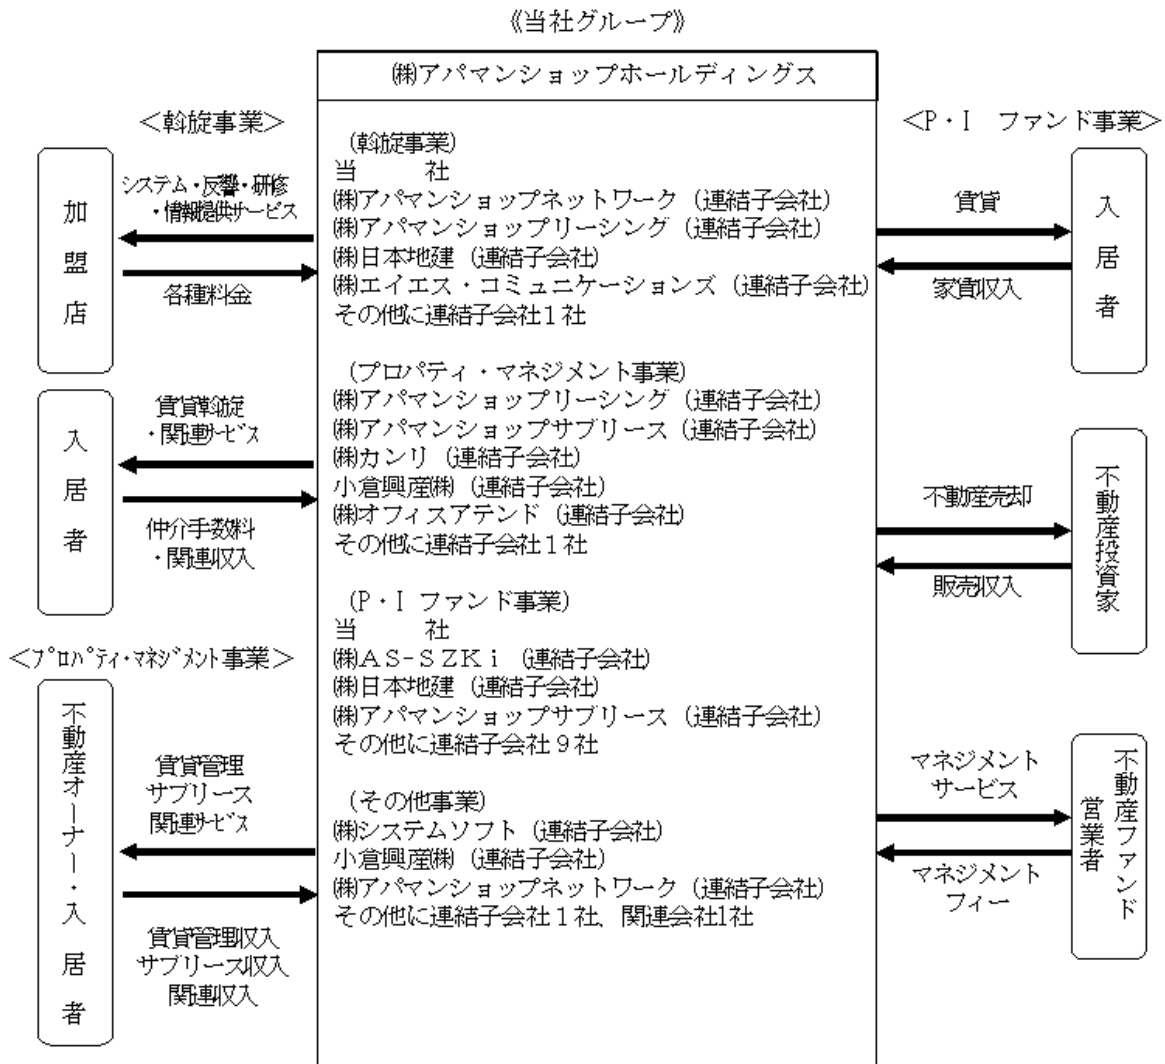 《当社グループ》
㈱アパマンショップホールディングス
＜斡旋事業＞
加盟店
システム・反響・研修
・情報提供サービス
各種料金
入居者
賃貸斡旋
・関連サービス
仲介手数料
・関連収入
＜ﾌﾟﾛﾊﾟﾃｨ・ﾏﾈｼﾞﾒﾝﾄ事業＞
不動産オーナー・入居者
賃貸管理
サブリース
関連サービス
賃貸管理収入
サブリース収入
関連収入
(斡旋事業)
当　　社
㈱アパマンショップネットワーク (連結子会社)
㈱アパマンショップリーシング (連結子会社)
㈱日本地建 (連結子会社)
㈱エイエス・コミュニケーションズ (連結子会社)
その他に連結子会社１社
(プロパティ・マネジメント事業)
㈱アパマンショップリーシング (連結子会社)
㈱アパマンショップサブリース (連結子会社)
㈱カンリ (連結子会社)
小倉興産㈱ (連結子会社)
㈱オフィスアテンド (連結子会社)
その他に連結子会社１社
(P・I ファンド事業)
当　　社
㈱ＡＳ-ＳＺＫｉ (連結子会社)
㈱日本地建 (連結子会社)
㈱アパマンショップサブリース (連結子会社)
その他に連結子会社９社
(その他事業)
㈱システムソフト (連結子会社)
小倉興産㈱ (連結子会社)
㈱アパマンショップネットワーク (連結子会社)
その他に連結子会社１社、関連会社1社
＜P・I　ファンド事業＞
賃貸
家賃収入
入居者
不動産売却
販売収入
不動産投資家
マネジメント
サービス
マネジメント
フィー
不動産ファンド
営業者